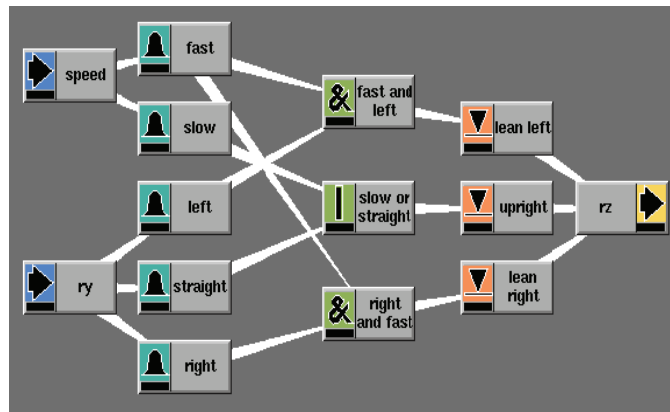 speed
ry
fast
slow
left
straight
right
fast and
left
slow or
straight
right
and fast
lean left
upright
lean
right
rz